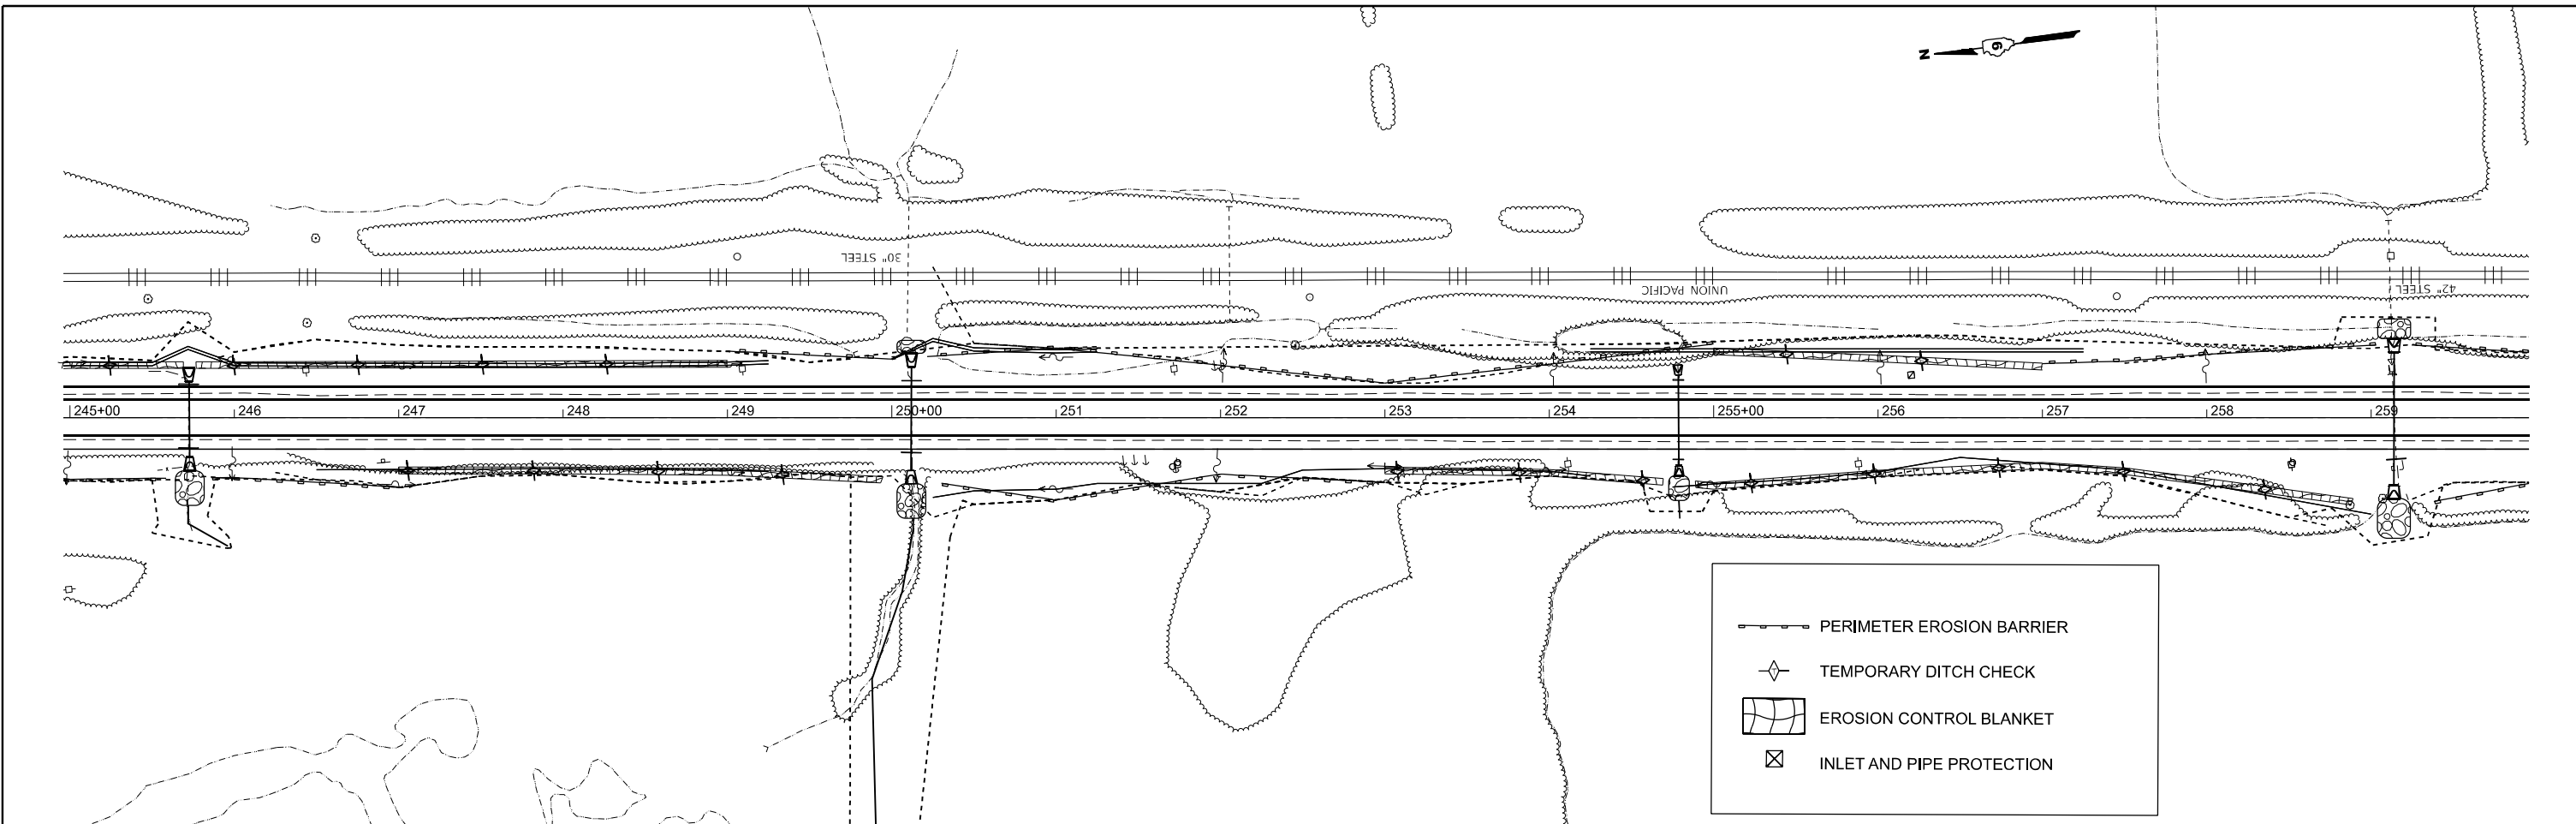 N
30" STEEL
UNION PACIFIC
42" STEEL
245+00 246 247 248 249 250+00 251 252 253 254 255+00 256 257 258 259
PERIMETER EROSION BARRIER
TEMPORARY DITCH CHECK
EROSION CONTROL BLANKET
INLET AND PIPE PROTECTION